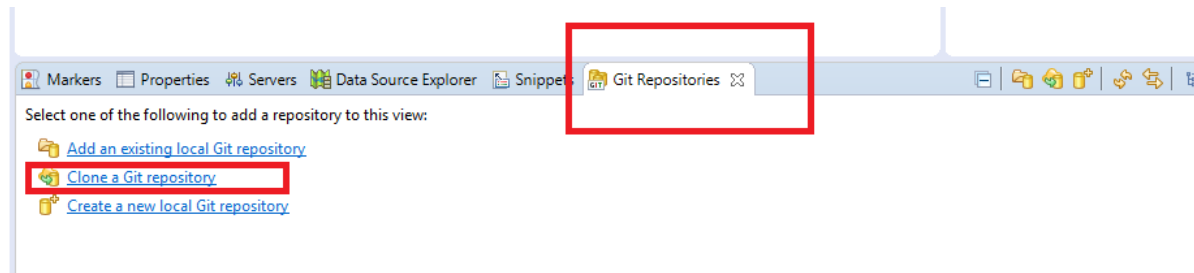 Markers Properties Servers Data Source Explorer Snippets GIT Git Repositories
Select one of the following to add a repository to this view:
Add an existing local Git repository
Clone a Git repository
Create a new local Git repository